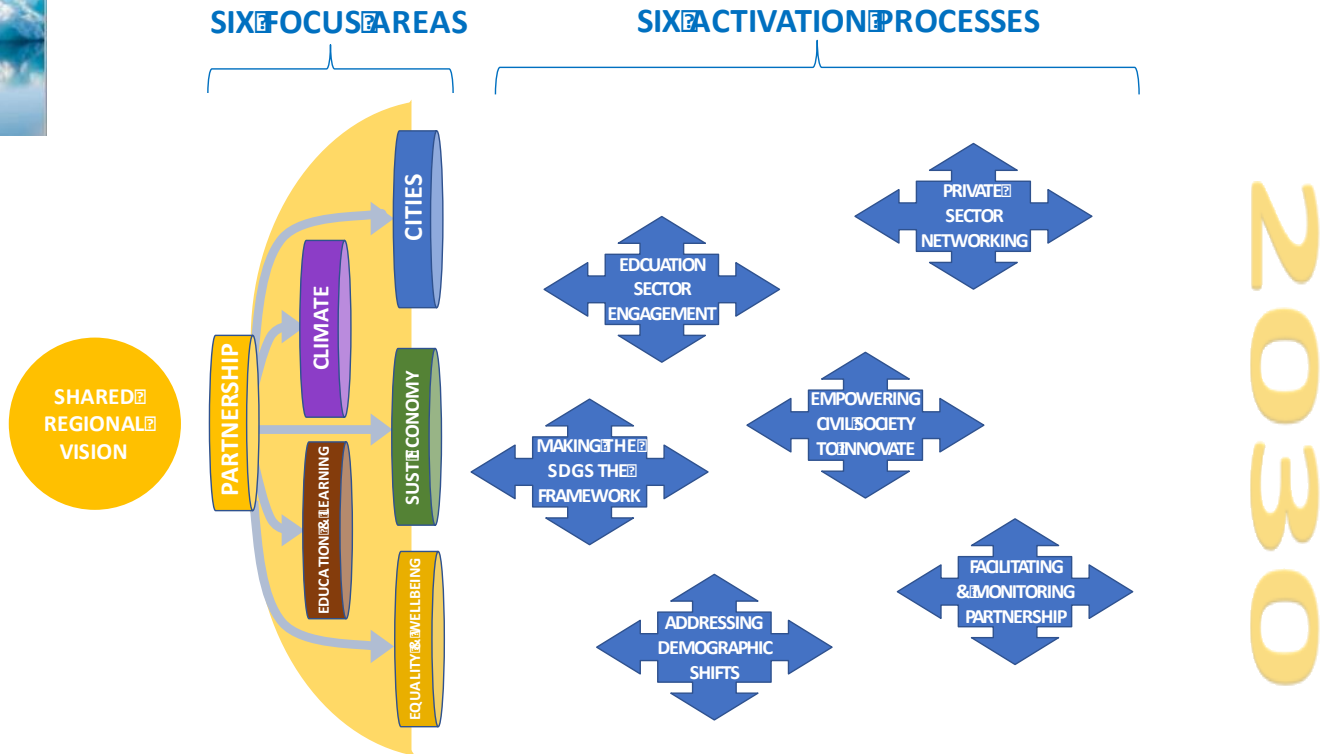 SIX FOCUS AREAS
SIX ACTIVATION PROCESSES
SHARED
REGIONAL
VISION
PARTNERSHIP
CITIES
CLIMATE
SUST ECONOMY
EDUCATION & LEARNING
EQUALITY & WELLBEING
EDCUATION
SECTOR
ENGAGEMENT
PRIVATE
SECTOR
NETWORKING
MAKING THE
SDGS THE
FRAMEWORK
EMPOWERING
CIVIL SOCIETY
TO INNOVATE
ADDRESSING
DEMOGRAPHIC
SHIFTS
FACILITATING
& MONITORING
PARTNERSHIP
2030